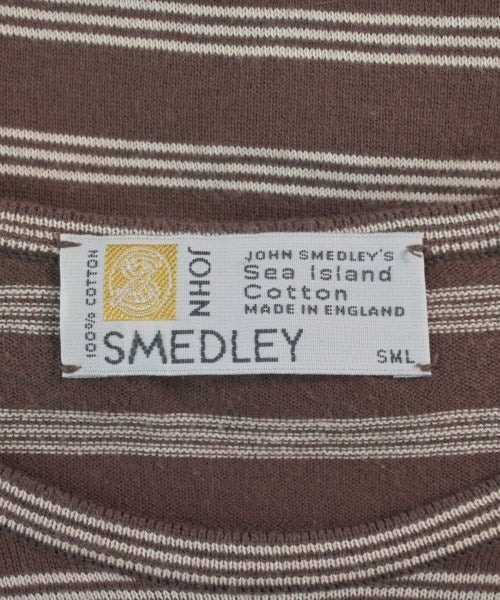 100% COTTON
JOHN
SMEDLEY
JOHN SMEDLEY'S
Sea Island
Cotton
MADE IN ENGLAND
SML